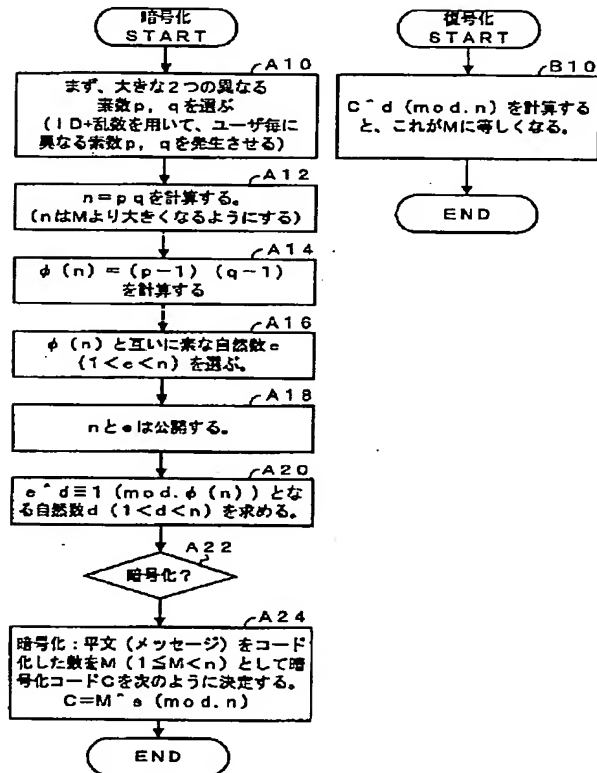 暗号化
START
A10
まず、大きな2つの異なる
素数p, qを選ぶ
(ID+乱数を用いて、ユーザ毎に
異なる素数p, qを発生させる)
A12
n=pqを計算する。
(nはMより大きくなるようにする)
A14
φ(n)=(p-1)(q-1)
を計算する
A16
φ(n)と互いに素な自然数e
(1<e<n)を選ぶ。
A18
nとeは公開する。
A20
e^d≡1(mod.φ(n))とな
る自然数d(1<d<n)を求める。
A22
暗号化?
A24
暗号化:平文(メッセージ)をコード
化した数をM(1≦M<n)として暗
号化コードCを次のように決定する。
C=M^e(mod.n)
END
復号化
START
B10
C^d(mod.n)を計算する
と、これがMに等しくなる。
END